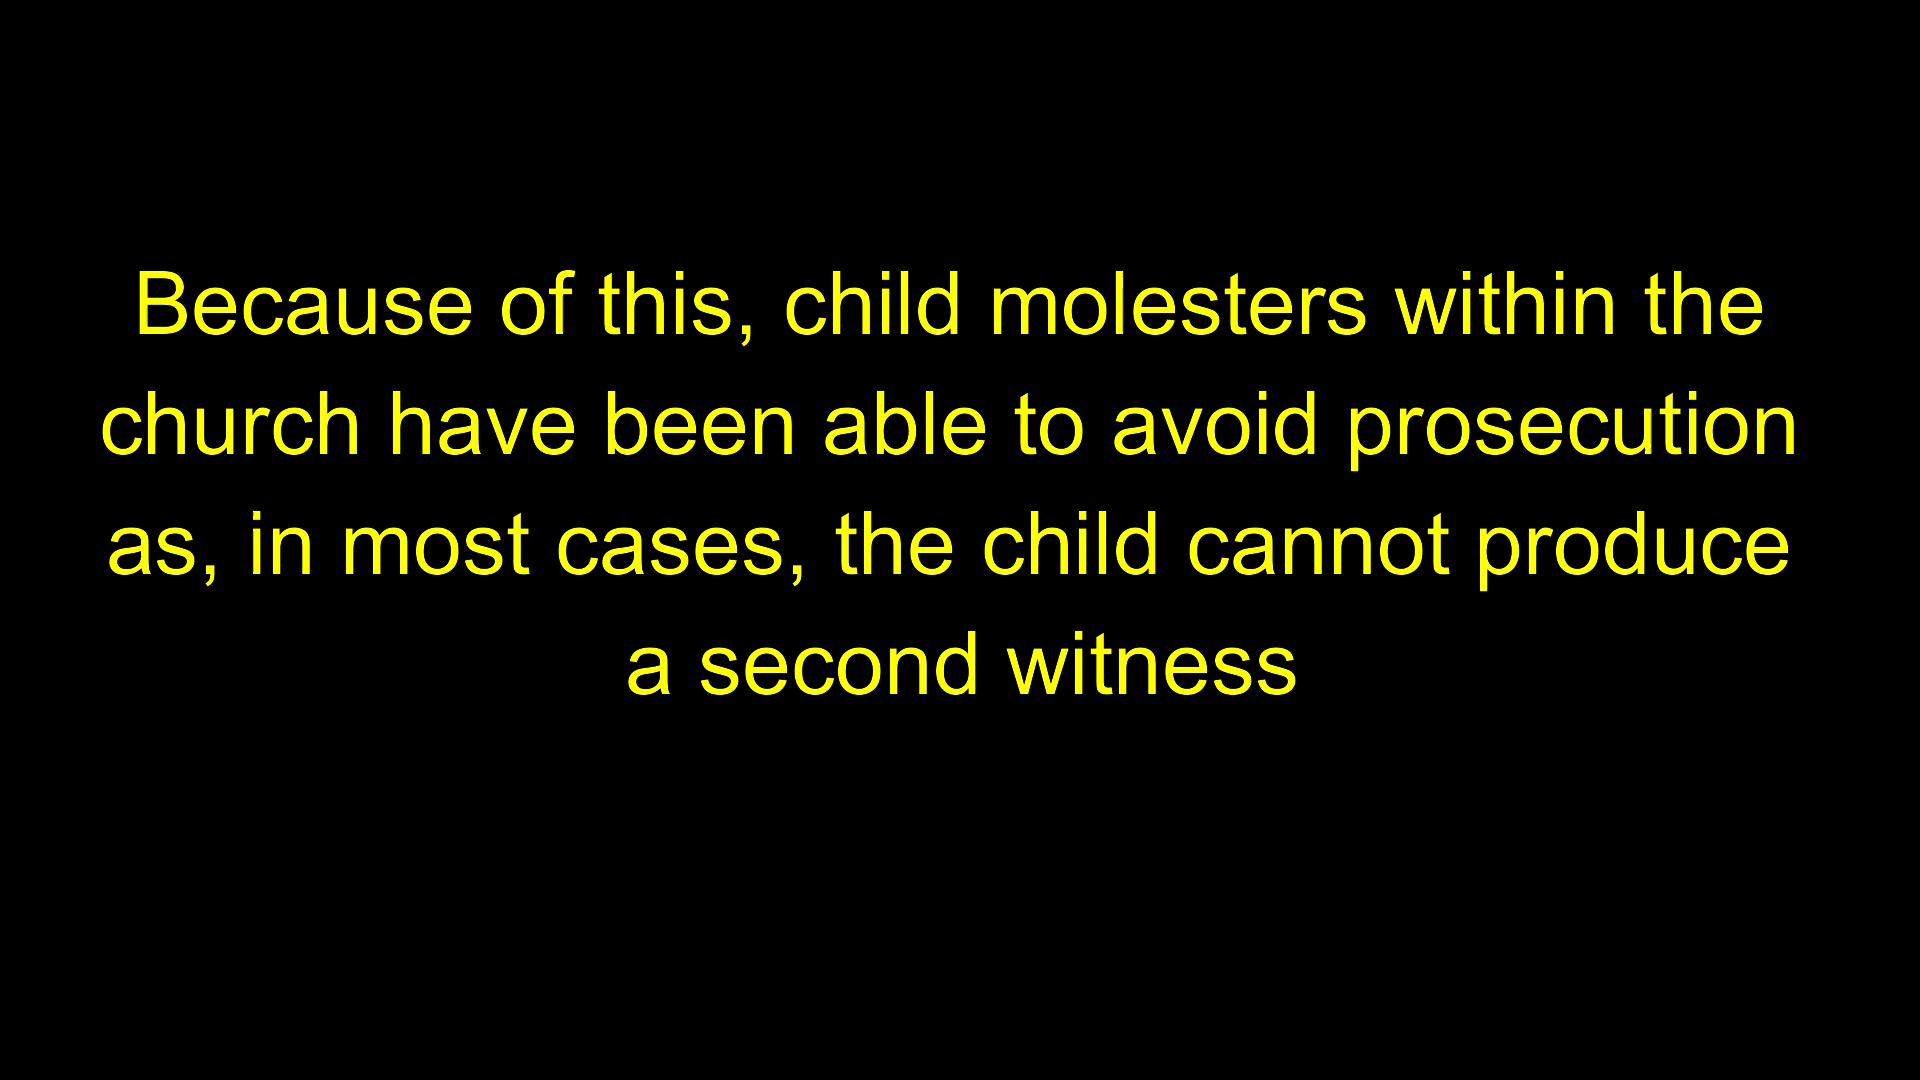 Because of this, child molesters within the
church have been able to avoid prosecution
as, in most cases, the child cannot produce
a second witness